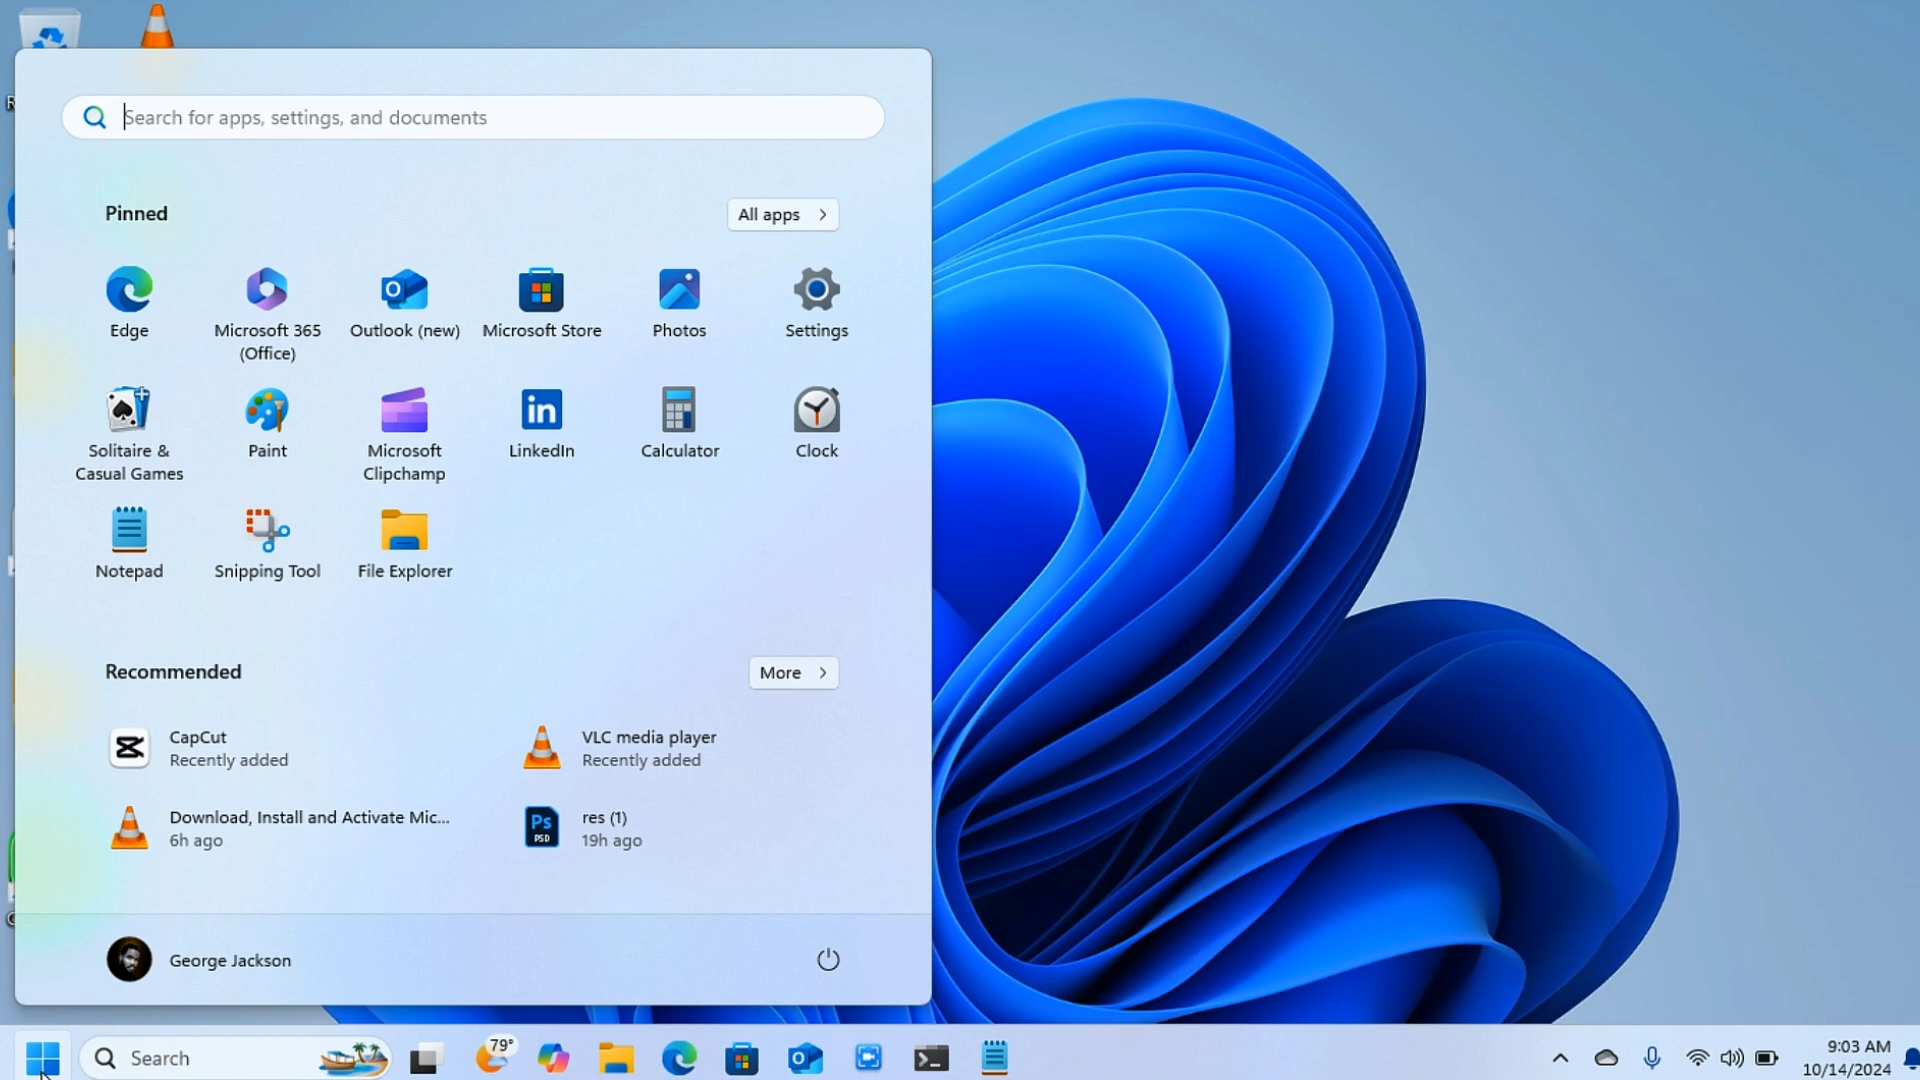 Search for apps, settings, and documents
Pinned
All apps
Edge
Microsoft 365
(Office)
Outlook (new)
Microsoft Store
Photos
Settings
Solitaire &
Casual Games
Paint
Microsoft
Clipchamp
LinkedIn
Calculator
Clock
Notepad
Snipping Tool
File Explorer
Recommended
More
CapCut
Recently added
VLC media player
Recently added
Download, Install and Activate Mic...
6h ago
Ps
PSD
res (1)
19h ago
George Jackson
Search
79°
9:03 AM
10/14/2024